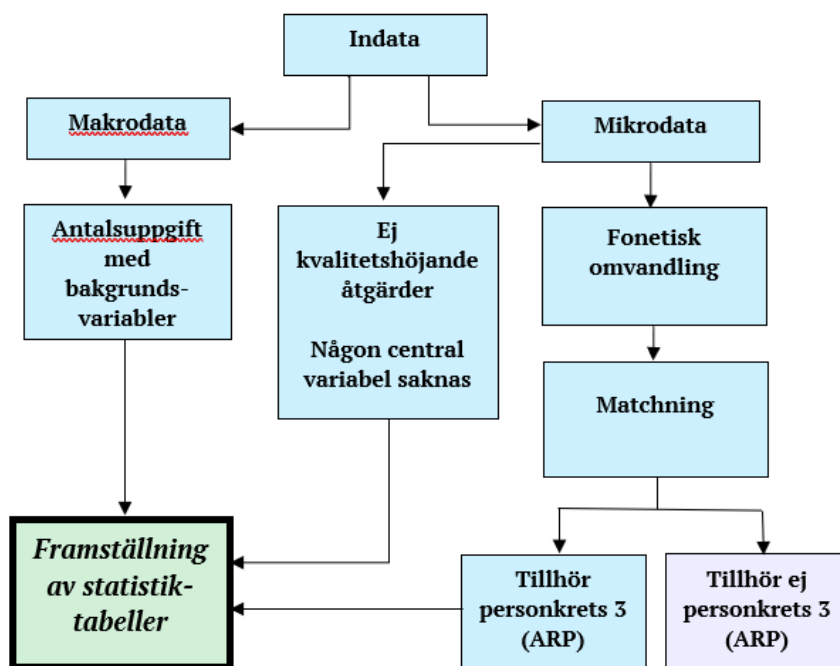 Indata
Makrodata
Mikrodata
Antalsuppgift
med
bakgrunds-
variabler
Ej
kvalitetshöjande
åtgärder
Någon central
variabel saknas
Fonetisk
omvandling
Matchning
Framställning
av statistik-
tabeller
Tillhör
personkrets 3
(ARP)
Tillhör ej
personkrets 3
(ARP)